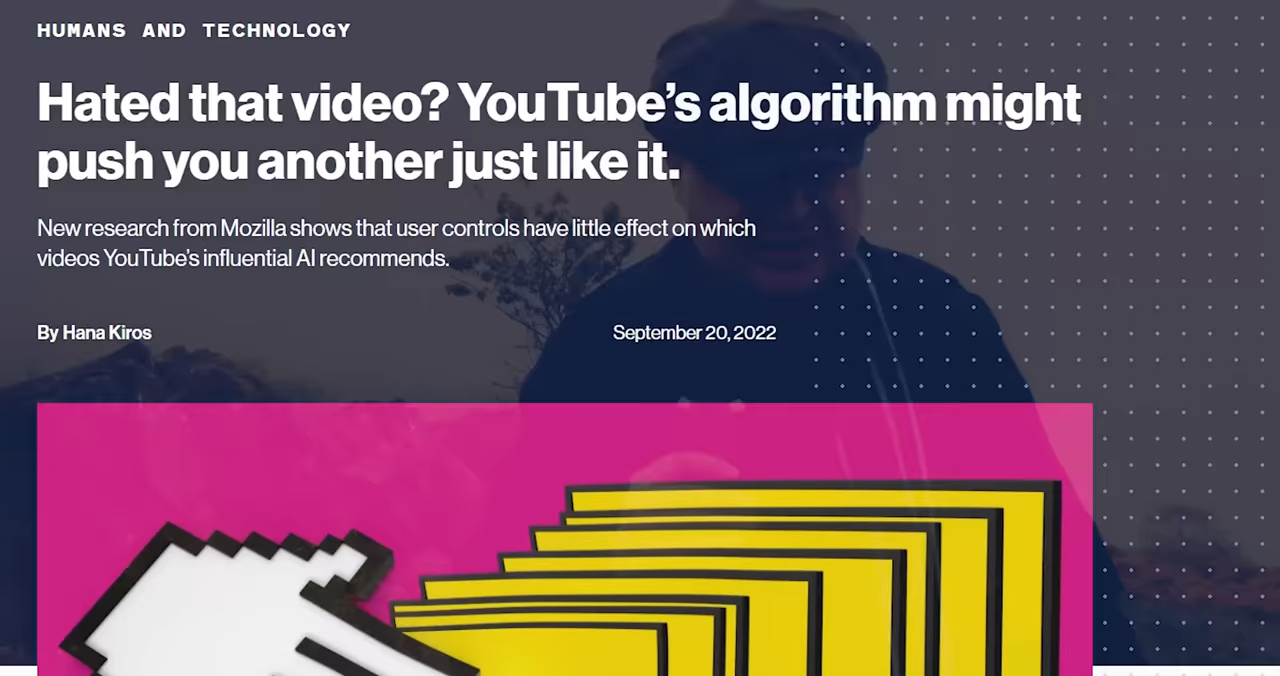 HUMANS AND TECHNOLOGY
Hated that video? YouTube’s algorithm might
push you another just like it.
New research from Mozilla shows that user controls have little effect on which
videos YouTube’s influential AI recommends.
By Hana Kiros
September 20, 2022